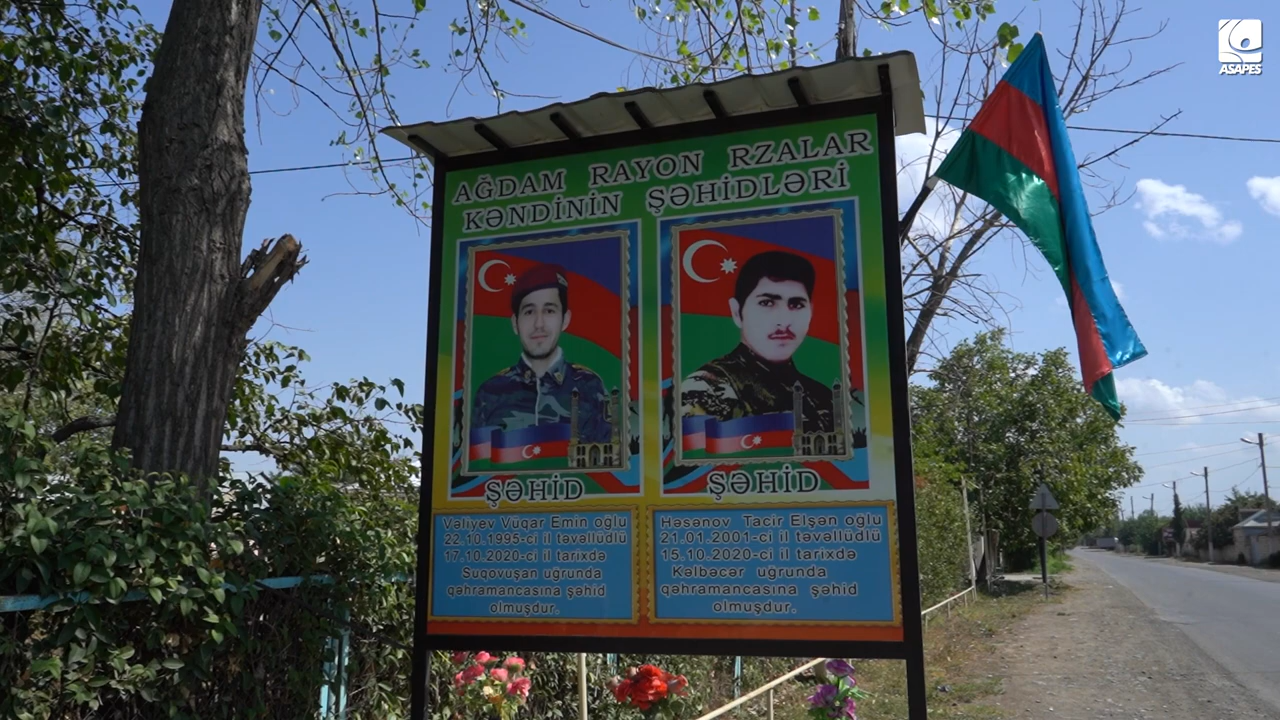 ASAPES
AĞDAM RAYON RZALAR
KƏNDİNİN ŞƏHİDLƏRİ
ŞƏHİD
Vəliyev Vüqar Emin oğlu
22.10.1995-ci il təvəllüdlü
17.10.2020-ci il tarixdə
Suqovuşan uğrunda
qəhramancasına şəhid
olmuşdur.
ŞƏHİD
Həsənov Tacir Elşən oğlu
21.01.2001-ci il təvəllüdlü
15.10.2020-ci il tarixdə
Kəlbəcər uğrunda
qəhramancasına şəhid
olmuşdur.